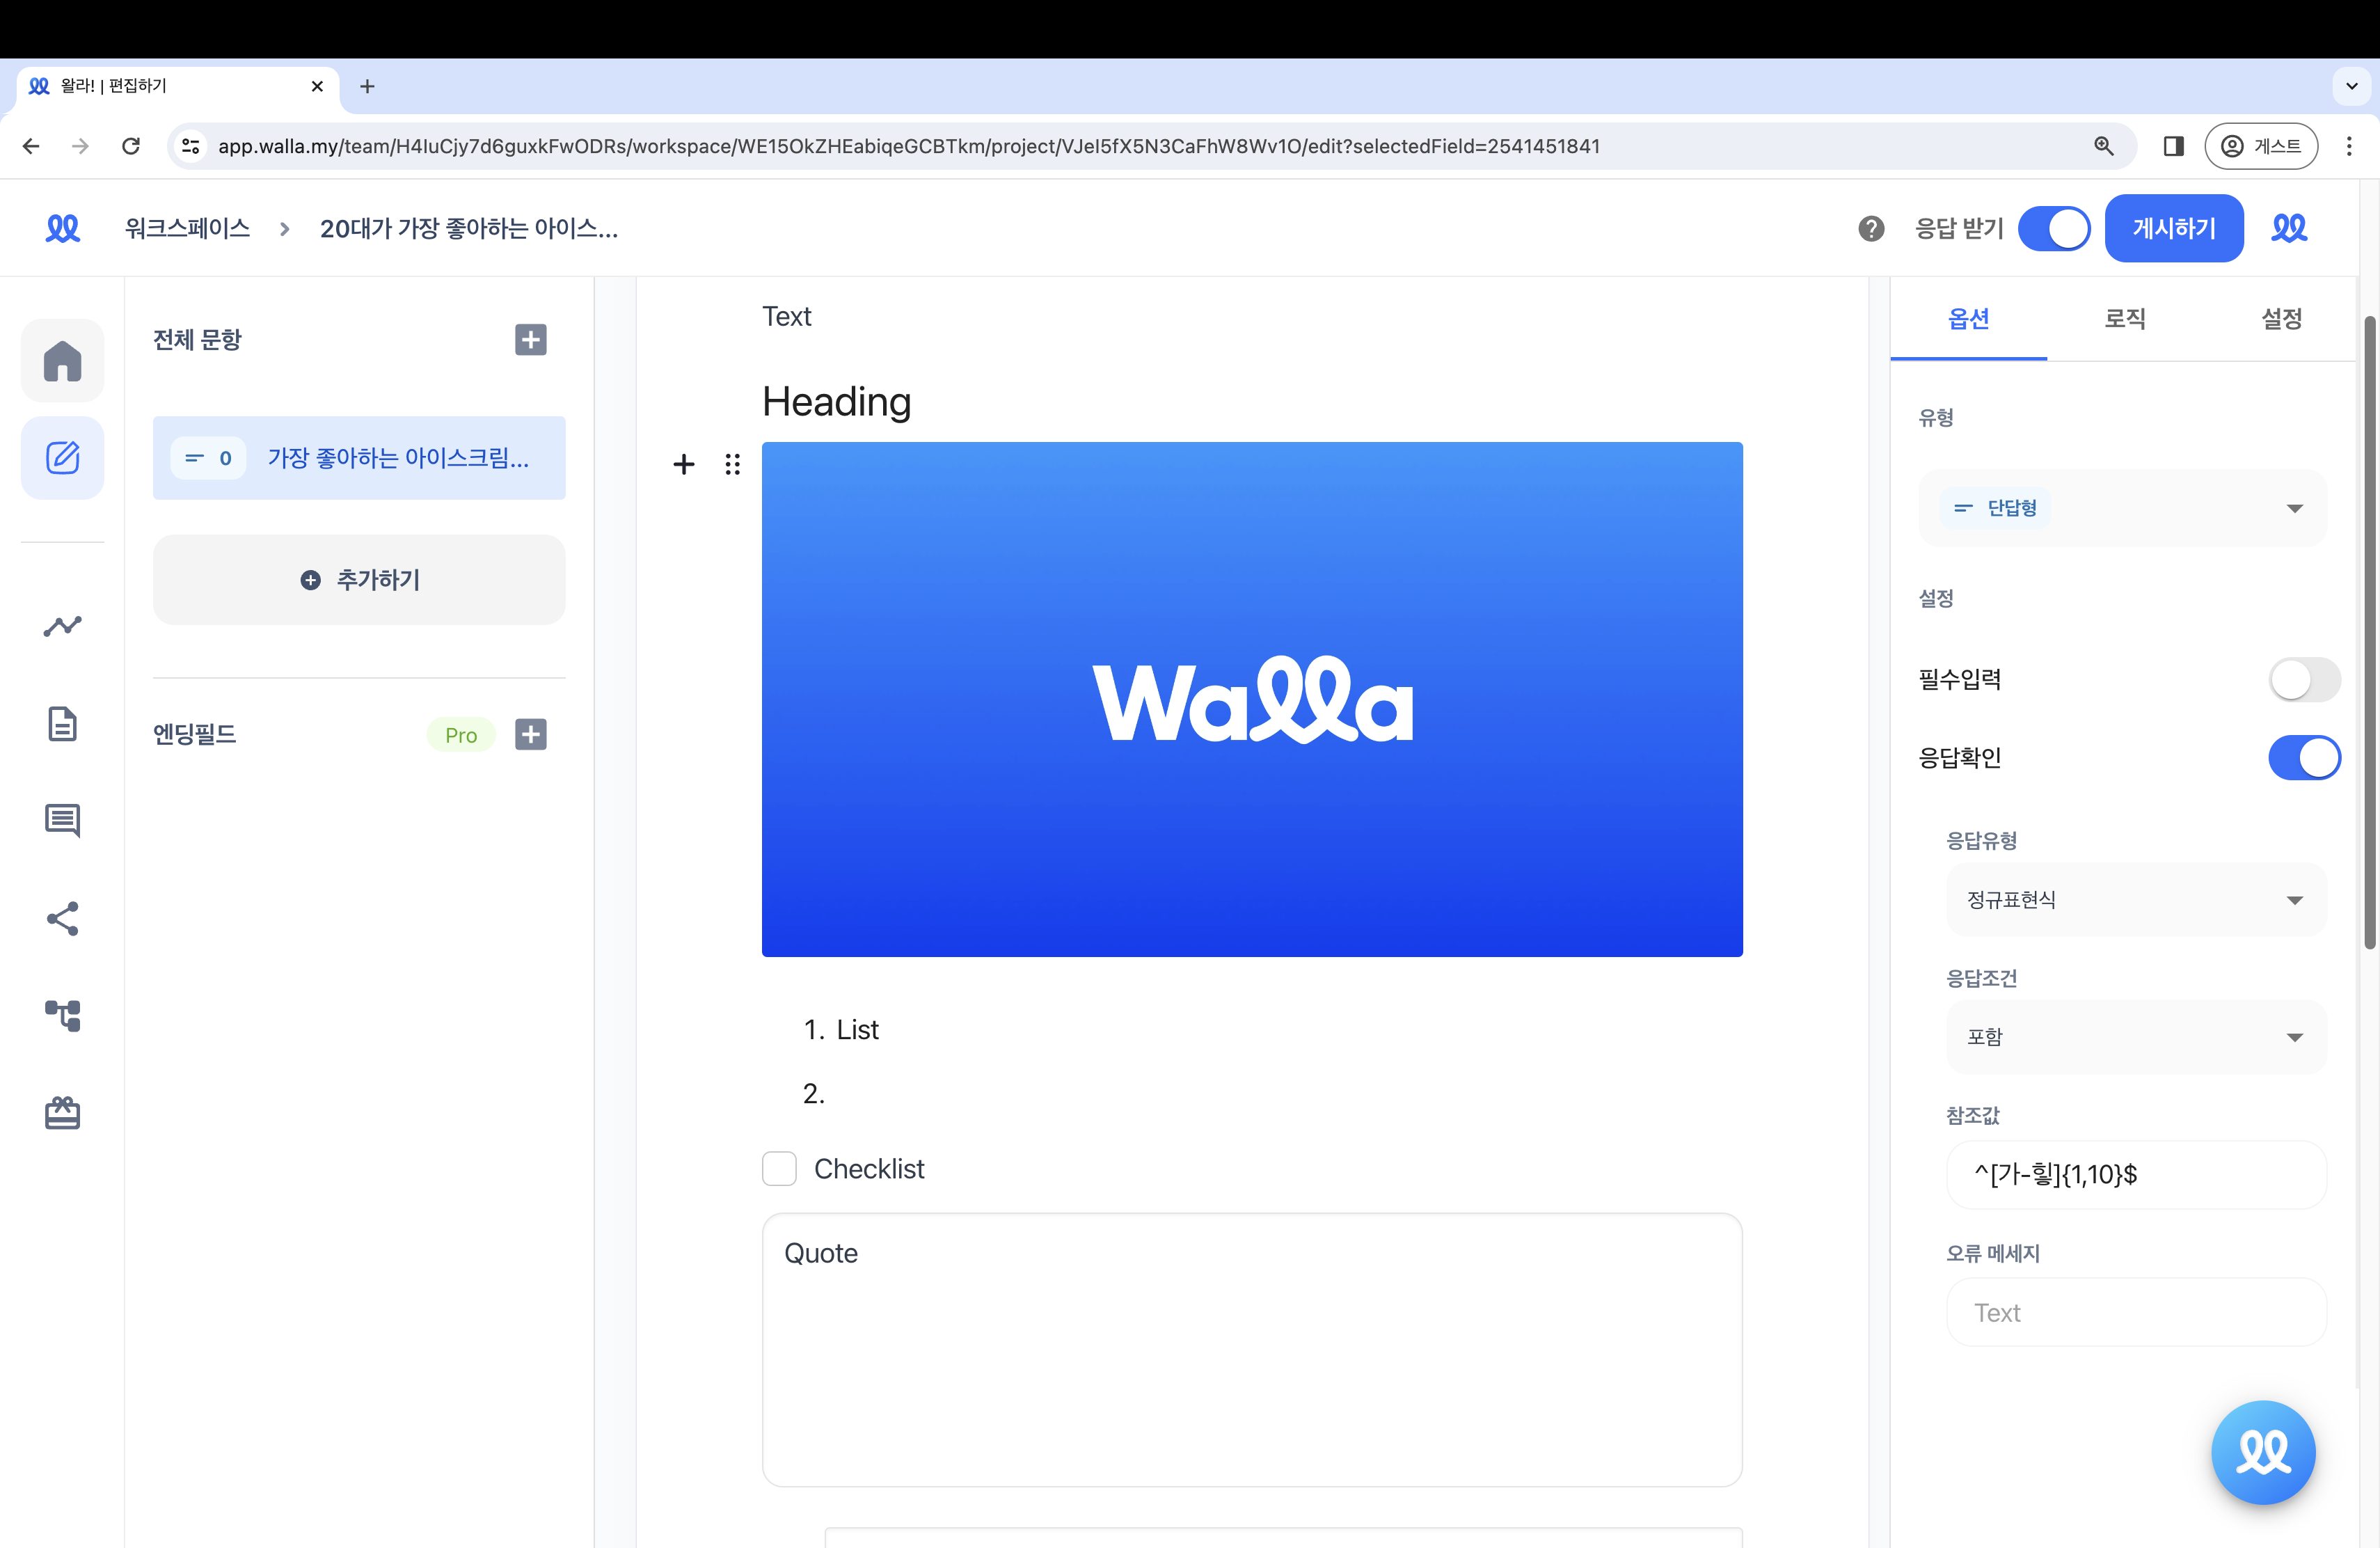 왈라! | 편집하기
app.walla.my/team/H4IuCjy7d6guxkFwODRs/workspace/WE15OkZHEabiqeGCBTkm/project/VJeI5fX5N3CaFhW8Wv1O/edit?selectedField=2541451841
게스트
워크스페이스
20대가 가장 좋아하는 아이스...
응답 받기
게시하기
전체 문항
0 가장 좋아하는 아이스크림...
추가하기
엔딩필드
Pro
Text
Heading
Walla
1. List
2.
Checklist
Quote
옵션
로직
설정
유형
단답형
설정
필수입력
응답확인
응답유형
정규표현식
응답조건
포함
참조값
^[가-힣]{1,10}$
오류 메세지
Text